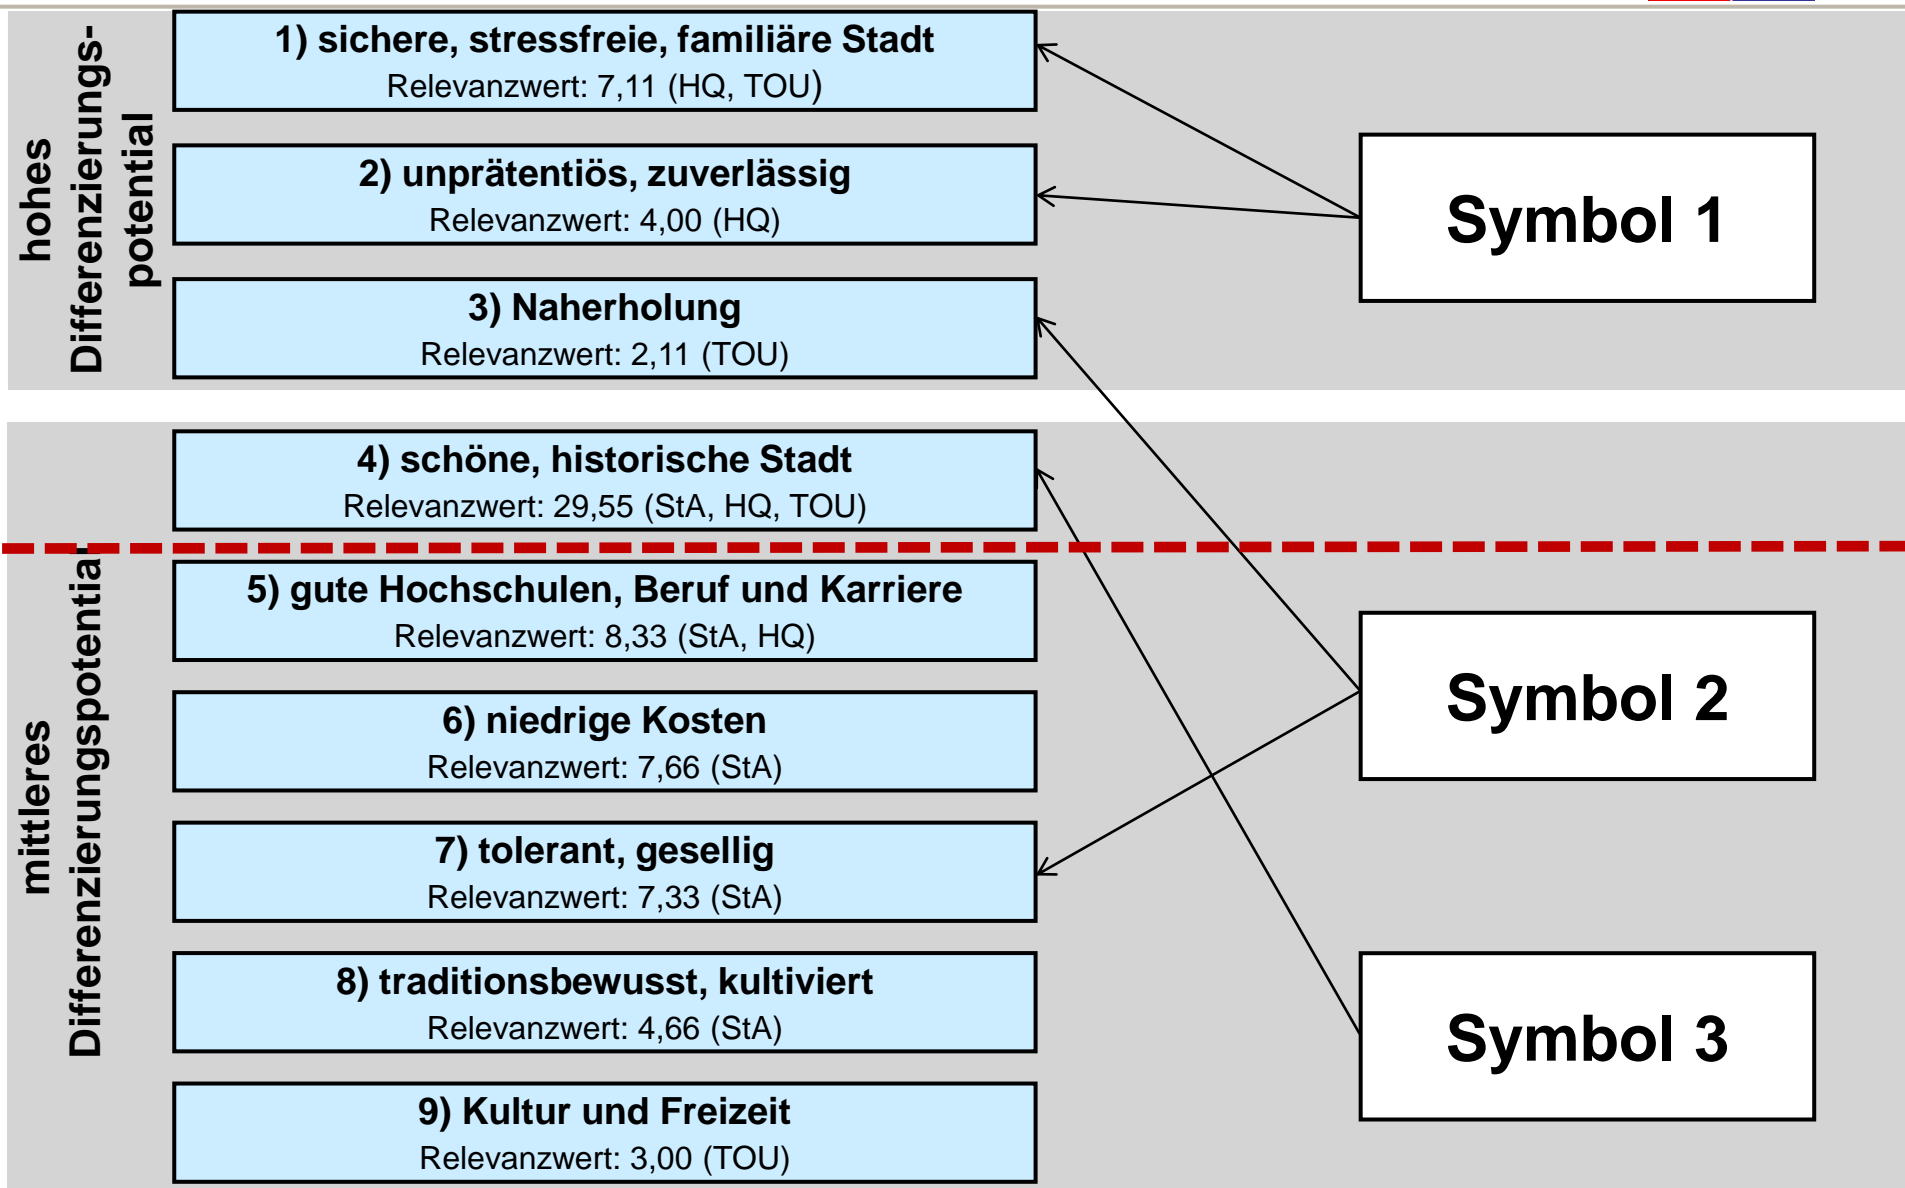 hohes
Differenzierungs-
potential
1) sichere, stressfreie, familiäre Stadt
Relevanzwert: 7,11 (HQ, TOU)
2) unprätentiös, zuverlässig
Relevanzwert: 4,00 (HQ)
3) Naherholung
Relevanzwert: 2,11 (TOU)
Symbol 1
mittleres
Differenzierungspotential
4) schöne, historische Stadt
Relevanzwert: 29,55 (StA, HQ, TOU)
5) gute Hochschulen, Beruf und Karriere
Relevanzwert: 8,33 (StA, HQ)
6) niedrige Kosten
Relevanzwert: 7,66 (StA)
7) tolerant, gesellig
Relevanzwert: 7,33 (StA)
8) traditionsbewusst, kultiviert
Relevanzwert: 4,66 (StA)
9) Kultur und Freizeit
Relevanzwert: 3,00 (TOU)
Symbol 2
Symbol 3